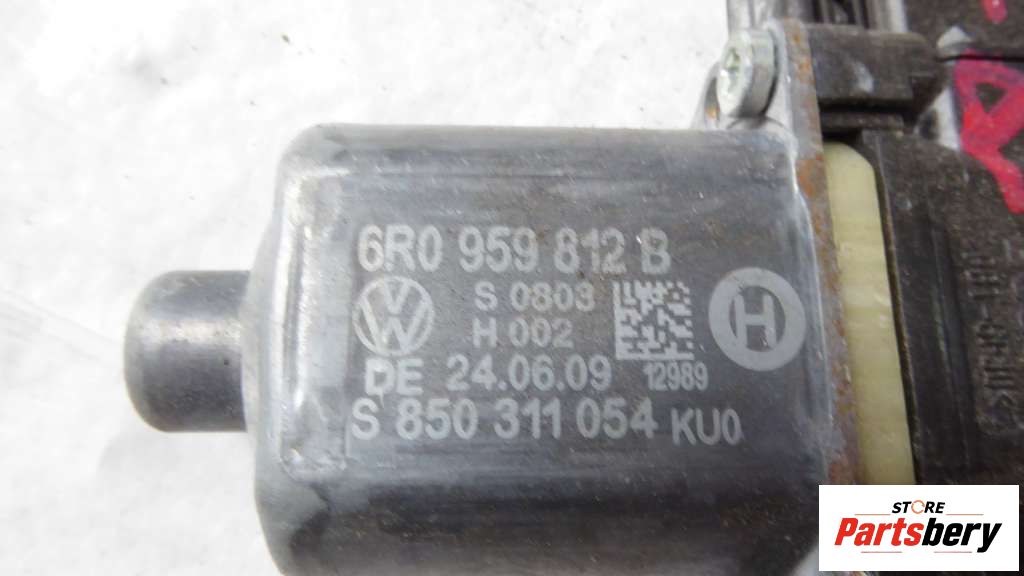 6R0 959 812 B
S 0803
H 002
DE 24.06.09
12989
S 850 311 054 KU0
H
STORE
Partsbery